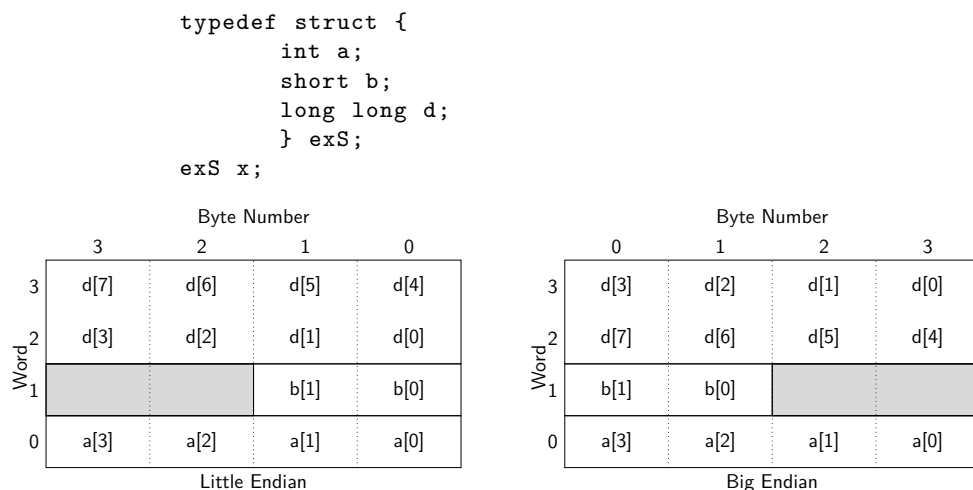 typedef struct {
int a;
short b;
long long d;
} exS;
exS x;
Byte Number
3 2 1 0
Word
3 d[7] d[6] d[5] d[4]
2 d[3] d[2] d[1] d[0]
1 b[1] b[0]
0 a[3] a[2] a[1] a[0]
Little Endian
Byte Number
0 1 2 3
Word
3 d[3] d[2] d[1] d[0]
2 d[7] d[6] d[5] d[4]
1 b[1] b[0]
0 a[3] a[2] a[1] a[0]
Big Endian